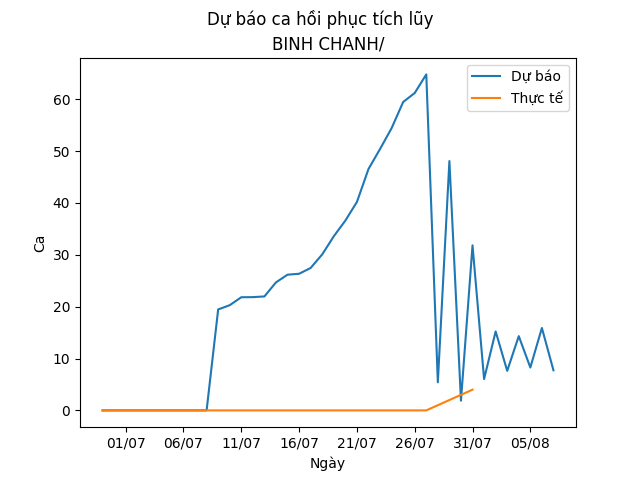 Dự báo ca hồi phục tích lũy
BINH CHANH/
Dự báo
Thực tế
60
50
40
30
20
10
0
Ca
01/07 06/07 11/07 16/07 21/07 26/07 31/07 05/08
Ngày